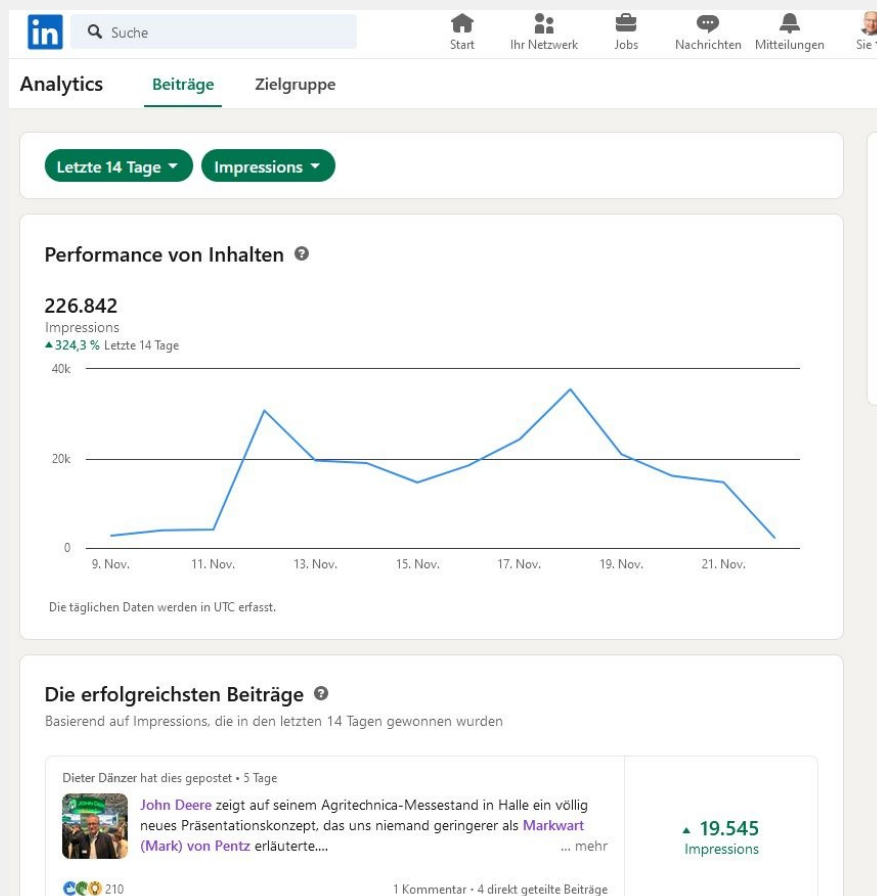 in
Suche
Start
Ihr Netzwerk
Jobs
Nachrichten
Mitteilungen
Sie
Analytics
Beiträge
Zielgruppe
Letzte 14 Tage
Impressions
Performance von Inhalten
226.842
Impressions
324,3 % Letzte 14 Tage
40k
20k
0
9. Nov.
11. Nov.
13. Nov.
15. Nov.
17. Nov.
19. Nov.
21. Nov.
Die täglichen Daten werden in UTC erfasst.
Die erfolgreichsten Beiträge
Basierend auf Impressions, die in den letzten 14 Tagen gewonnen wurden
Dieter Dänzer hat dies gepostet • 5 Tage
John Deere zeigt auf seinem Agritechnica-Messestand in Halle ein völlig
neues Präsentationskonzept, das uns niemand geringerer als Markwart
(Mark) von Pentz erläuterte.... ... mehr
19.545
Impressions
210
1 Kommentar • 4 direkt geteilte Beiträge